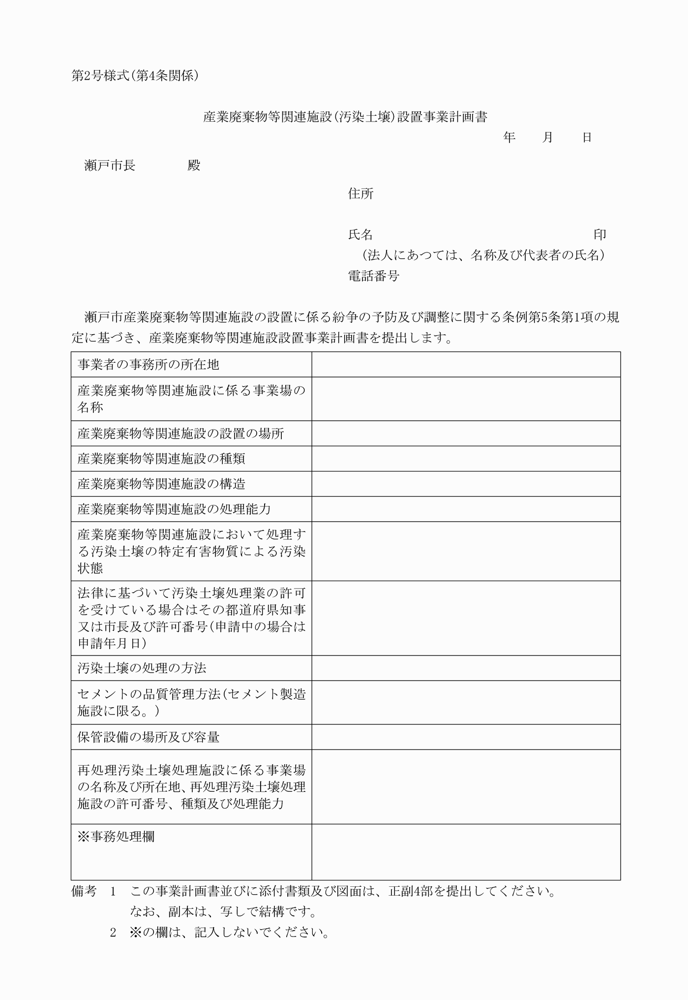 第2号様式(第4条関係)
産業廃棄物等関連施設(汚染土壌)設置事業計画書
年　　月　　日
瀬戸市長　　　　殿
住所
氏名　　　　　　　　　　　　　　　　　印
(法人にあつては、名称及び代表者の氏名)
電話番号
瀬戸市産業廃棄物等関連施設の設置に係る紛争の予防及び調整に関する条例第5条第1項の規
定に基づき、産業廃棄物等関連施設設置事業計画書を提出します。
事業者の事務所の所在地
産業廃棄物等関連施設に係る事業場の
名称
産業廃棄物等関連施設の設置の場所
産業廃棄物等関連施設の種類
産業廃棄物等関連施設の構造
産業廃棄物等関連施設の処理能力
産業廃棄物等関連施設において処理す
る汚染土壌の特定有害物質による汚染
状態
法律に基づいて汚染土壌処理業の許可
を受けている場合はその都道府県知事
又は市長及び許可番号(申請中の場合は
申請年月日)
汚染土壌の処理の方法
セメントの品質管理方法(セメント製造
施設に限る。)
保管設備の場所及び容量
再処理汚染土壌処理施設に係る事業場
の名称及び所在地、再処理汚染土壌処理
施設の許可番号、種類及び処理能力
※事務処理欄
備考　1　この事業計画書並びに添付書類及び図面は、正副4部を提出してください。
なお、副本は、写しで結構です。
2　※の欄は、記入しないでください。